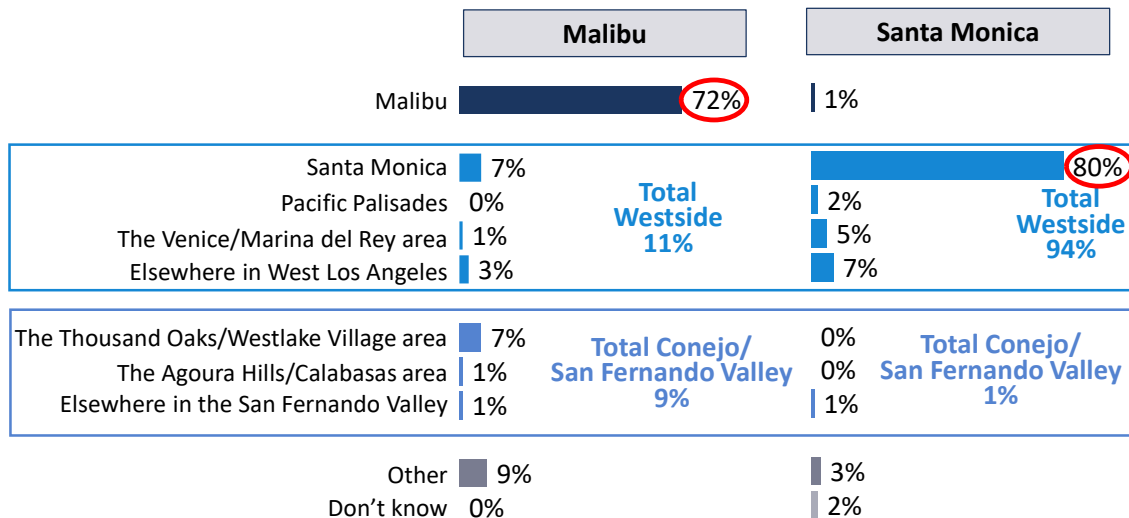 Malibu Santa Monica
Malibu 72% 1%
Santa Monica 7% 80%
Pacific Palisades 0% 2%
The Venice/Marina del Rey area 1% 5%
Elsewhere in West Los Angeles 3% 7%
Total
Westside
11%
Total
Westside
94%
The Thousand Oaks/Westlake Village area 7% 0%
The Agoura Hills/Calabasas area 1% 0%
Elsewhere in the San Fernando Valley 1% 1%
Total Conejo/
San Fernando Valley
9%
Total Conejo/
San Fernando Valley
1%
Other 9% 3%
Don’t know 0% 2%